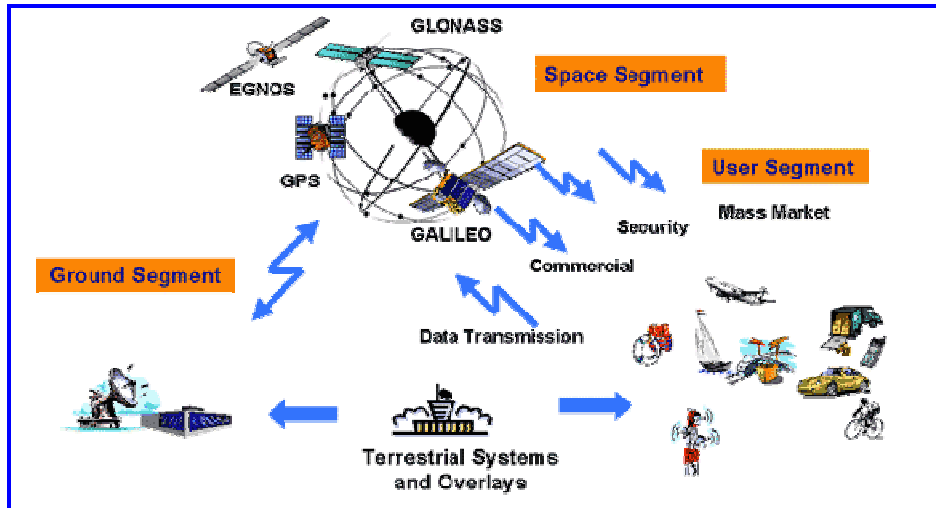 GLONASS
EGNOS
Space Segment
GPS
User Segment
Mass Market
Security
GALILEO
Commercial
Ground Segment
Data Transmission
Terrestrial Systems
and Overlays